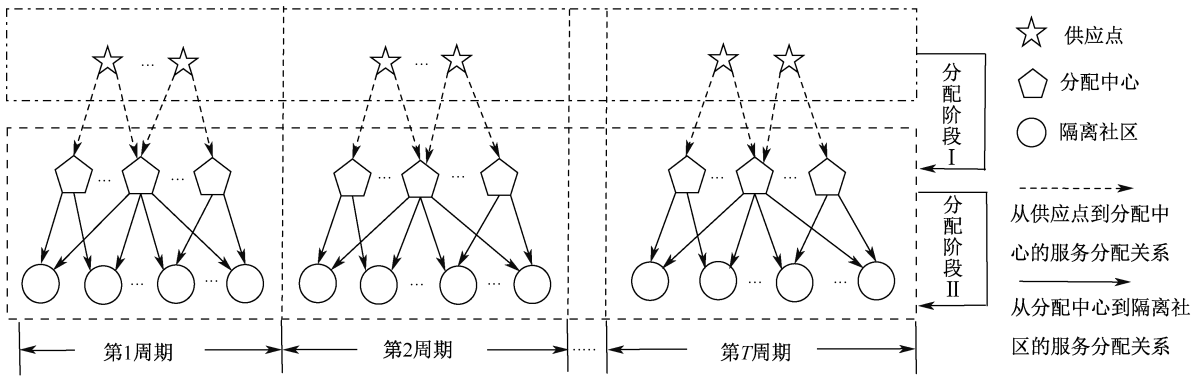 供应点
分配中心
隔离社区
分配阶段Ⅰ
分配阶段Ⅱ
从供应点到分配中
心的服务分配关系
从分配中心到隔离社
区的服务分配关系
第1周期
第2周期
第T周期